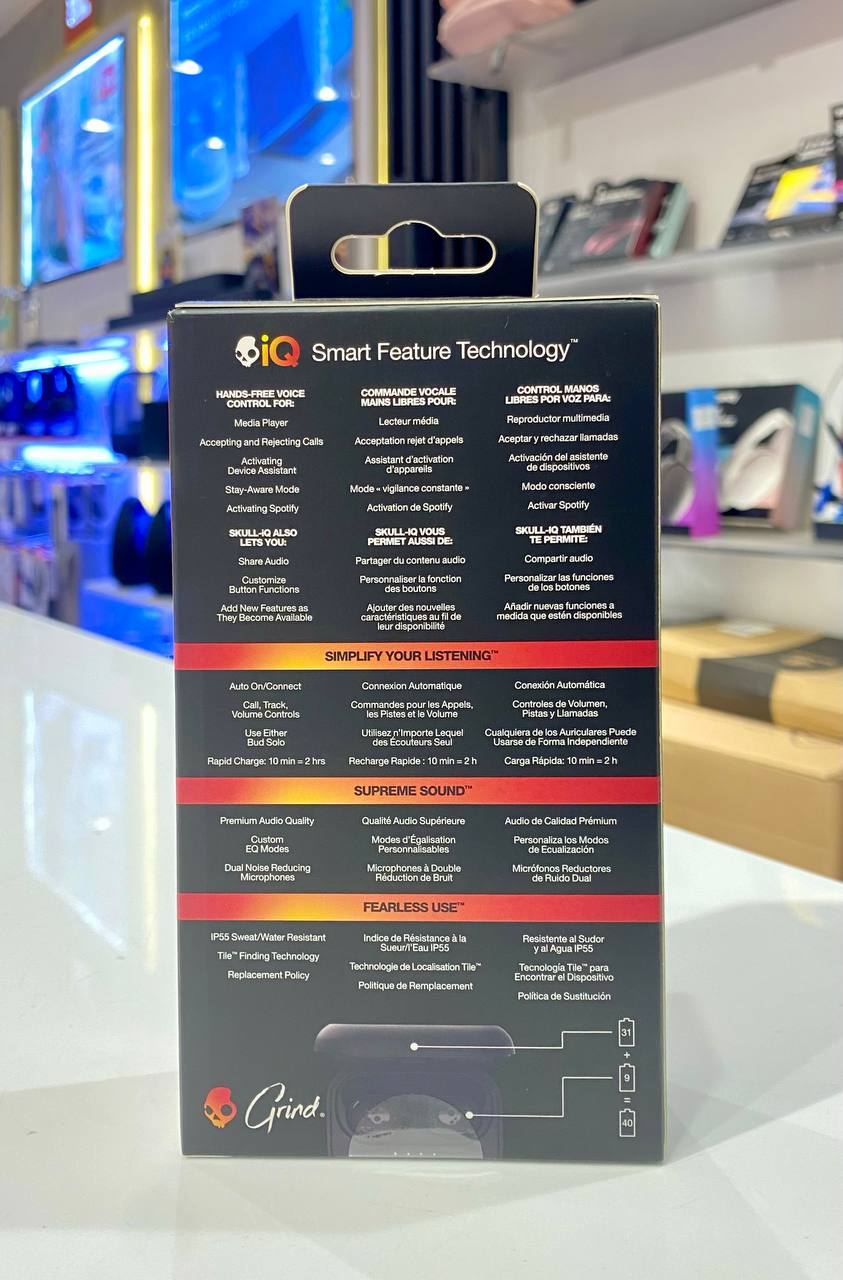 iQ Smart Feature Technology™
HANDS-FREE VOICE
CONTROL FOR:
Media Player
Accepting and Rejecting Calls
Activating
Device Assistant
Stay-Aware Mode
Activating Spotify
SKULL-iQ ALSO
LETS YOU:
Share Audio
Customize
Button Functions
Add New Features as
They Become Available
COMMANDE VOCALE
MAINS LIBRES POUR:
Lecteur média
Acceptation rejet d'appels
Assistant d'activation
d'appareils
Mode « vigilance constante »
Activation de Spotify
SKULL-iQ VOUS
PERMET AUSSI DE:
Partager du contenu audio
Personnaliser la fonction
des boutons
Ajouter des nouvelles
caractéristiques au fil de
leur disponibilité
CONTROL MANOS
LIBRES POR VOZ PARA:
Reproductor multimedia
Aceptar y rechazar llamadas
Activación del asistente
de dispositivos
Modo consciente
Activar Spotify
SKULL-iQ TAMBIÉN
TE PERMITE:
Compartir audio
Personalizar las funciones
de los botones
Añadir nuevas funciones a
medida que estén disponibles
SIMPLIFY YOUR LISTENING™
Auto On/Connect
Call, Track,
Volume Controls
Use Either
Bud Solo
Rapid Charge: 10 min = 2 hrs
Connexion Automatique
Commandes pour les Appels,
les Pistes et le Volume
Utilisez n'Importe Lequel
des Écouteurs Seul
Recharge Rapide : 10 min = 2 h
Conexión Automática
Controles de Volumen,
Pistas y Llamadas
Cualquiera de los Auriculares Puede
Usarse de Forma Independiente
Carga Rápida: 10 min = 2 h
SUPREME SOUND™
Premium Audio Quality
Custom
EQ Modes
Dual Noise Reducing
Microphones
Qualité Audio Supérieure
Modes d'Égalisation
Personnalisables
Microphones à Double
Réduction de Bruit
Audio de Calidad Prémium
Personaliza los Modos
de Ecualización
Micrófonos Reductores
de Ruido Dual
FEARLESS USE™
IP55 Sweat/Water Resistant
Tile™ Finding Technology
Replacement Policy
Indice de Résistance à la
Sueur/l'Eau IP55
Technologie de Localisation Tile™
Politique de Remplacement
Resistente al Sudor
y al Agua IP55
Tecnología Tile™ para
Encontrar el Dispositivo
Política de Sustitución
31
+
9
=
40
Grind®